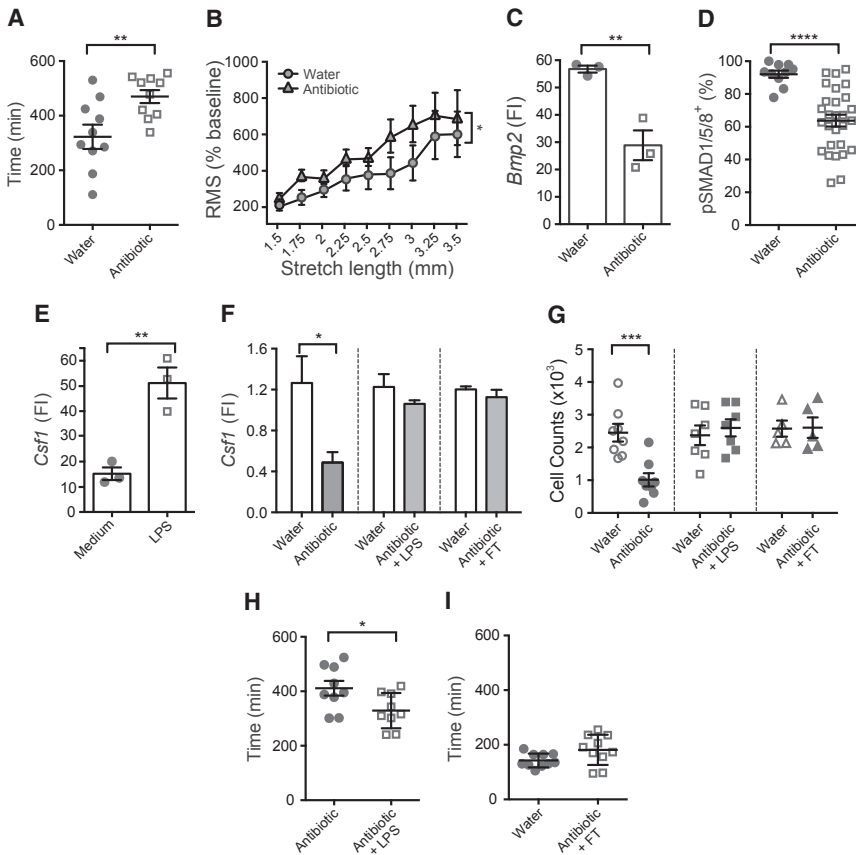 A
**
Time (min)
600
400
200
0
Water
Antibiotic
B
Water
Antibiotic
RMS (% baseline)
1000
800
600
400
200
*
1.5
1.75
2
2.25
2.5
2.75
3
3.25
3.5
Stretch length (mm)
C
**
Bmp2 (FI)
60
50
40
30
20
10
0
Water
Antibiotic
D
****
pSMAD1/5/8+ (%)
100
80
60
40
20
0
Water
Antibiotic
E
**
Csf1 (FI)
60
50
40
30
20
10
0
Medium
LPS
F
*
Csf1 (FI)
1.6
1.2
0.8
0.4
0
Water
Antibiotic
Water
Antibiotic
+ LPS
Water
Antibiotic
+ FT
G
***
Cell Counts (x10³)
5
4
3
2
1
0
Water
Antibiotic
Water
Antibiotic
+ LPS
Water
Antibiotic
+ FT
H
*
Time (min)
600
400
200
0
Antibiotic
Antibiotic
+ LPS
I
Time (min)
600
400
200
0
Water
Antibiotic
+ FT